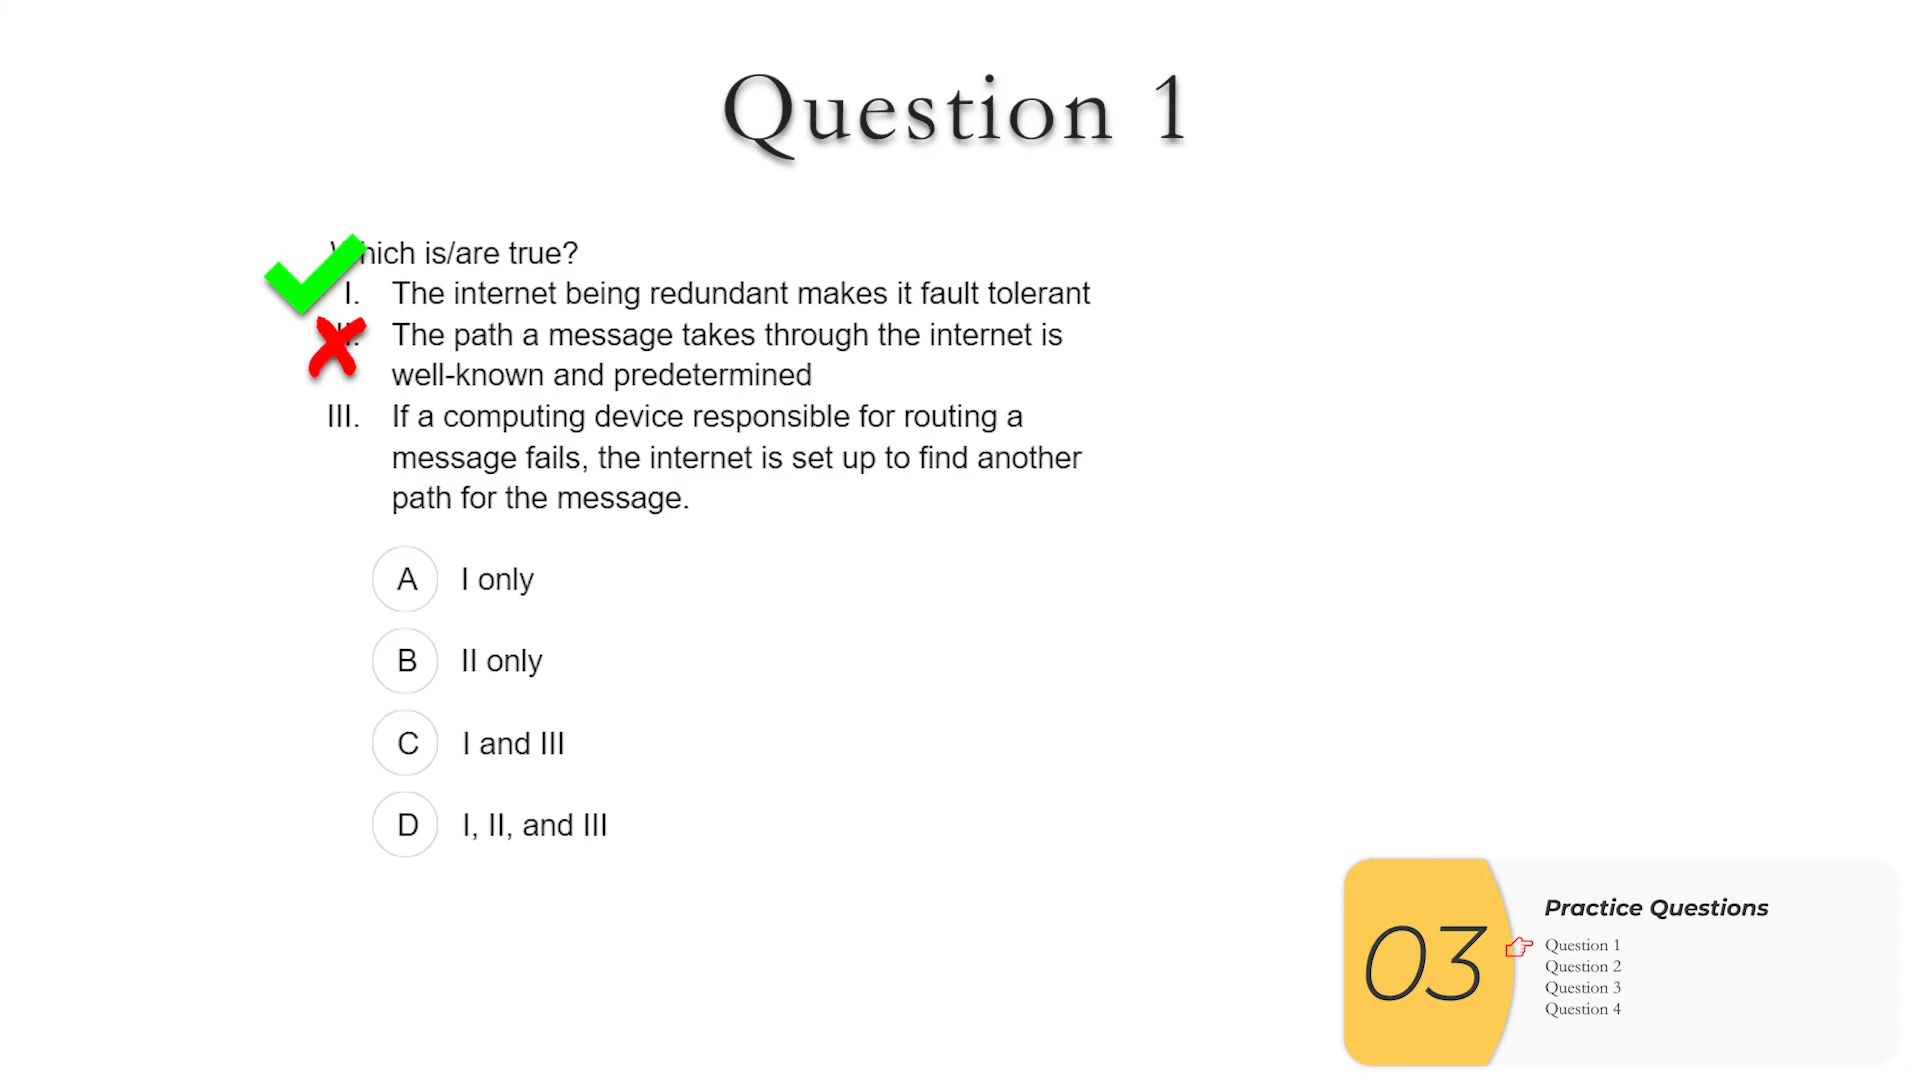 Question 1
Which is/are true?
I. The internet being redundant makes it fault tolerant
II. The path a message takes through the internet is
well-known and predetermined
III. If a computing device responsible for routing a
message fails, the internet is set up to find another
path for the message.
A I only
B II only
C I and III
D I, II, and III
03
Practice Questions
Question 1
Question 2
Question 3
Question 4